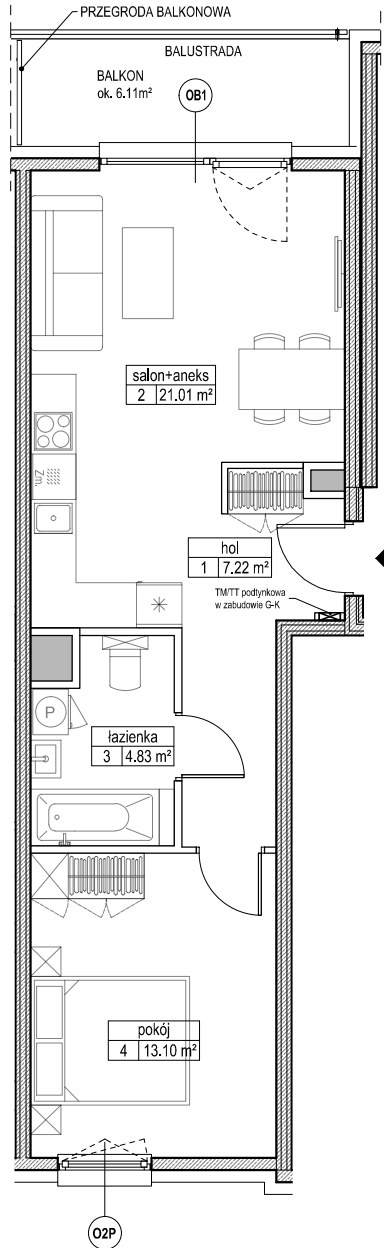 PRZEGRODA BALKONOWA
BALUSTRADA
BALKON
ok. 6.11m²
OB1
salon+aneks
2 21.01 m²
Zm.
hol
1 7.22 m²
TM/TT podtynkowa
w zabudowie G-K
P
łazienka
3 4.83 m²
pokój
4 13.10 m²
O2P